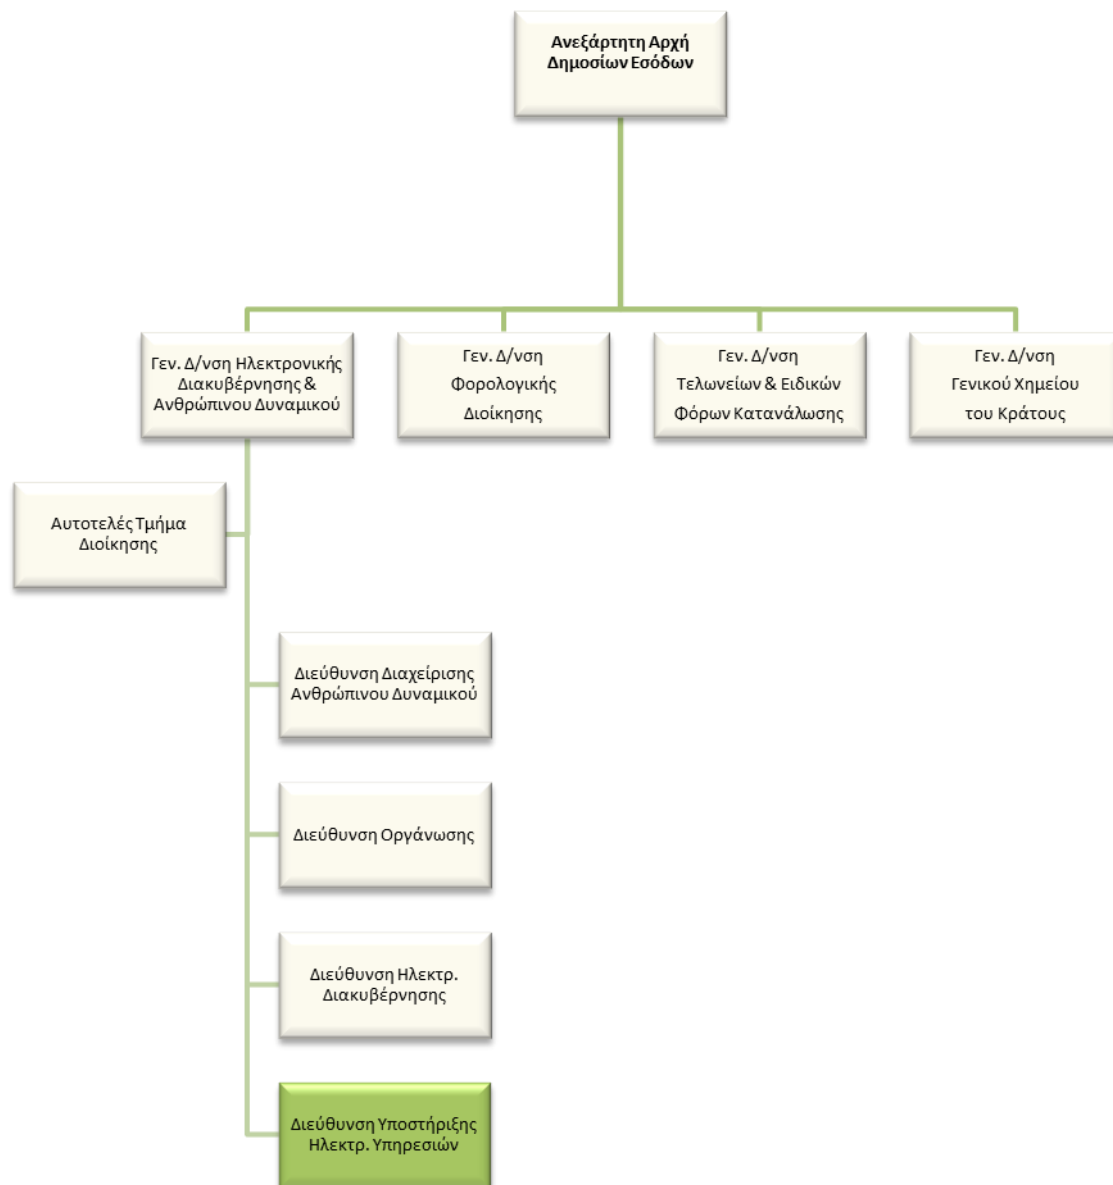 Ανεξάρτητη Αρχή
Δημοσίων Εσόδων
Γεν. Δ/νση Ηλεκτρονικής
Διακυβέρνησης &
Ανθρώπινου Δυναμικού
Γεν. Δ/νση
Φορολογικής
Διοίκησης
Γεν. Δ/νση
Τελωνείων & Ειδικών
Φόρων Κατανάλωσης
Γεν. Δ/νση
Γενικού Χημείου
του Κράτους
Αυτοτελές Τμήμα
Διοίκησης
Διεύθυνση Διαχείρισης
Ανθρώπινου Δυναμικού
Διεύθυνση Οργάνωσης
Διεύθυνση Ηλεκτρ.
Διακυβέρνησης
Διεύθυνση Υποστήριξης
Ηλεκτρ. Υπηρεσιών